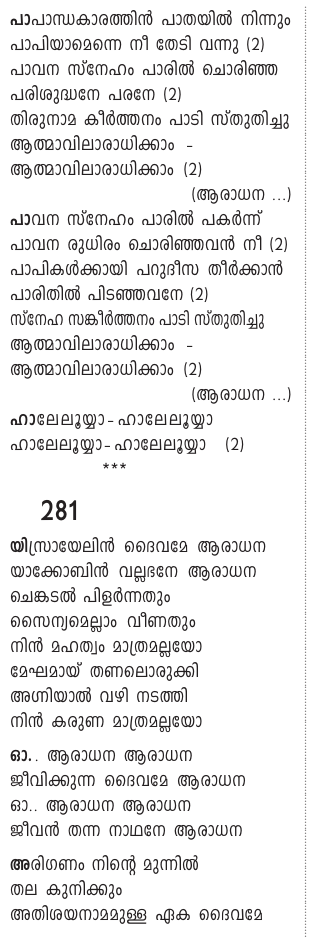 പാപാന്ധകാരത്തിൻ പാതയിൽ നിന്നും
പാപിയാമെന്നെ നീ തേടി വന്നു (2)
പാവന സ്നേഹം പാരിൽ ചൊരിഞ്ഞ
പരിശുദ്ധനേ പരനേ (2)
തിരുനാമ കീർത്തനം പാടി സ്തുതിച്ചു
ആത്മാവിലാരാധിക്കാം -
ആത്മാവിലാരാധിക്കാം (2)
(ആരാധന ...)
പാവന സ്നേഹം പാരിൽ പകർന്ന്
പാവന രുധിരം ചൊരിഞ്ഞവൻ നീ (2)
പാപികൾക്കായി പറുദീസ തീർക്കാൻ
പാരിതിൽ പിടഞ്ഞവനേ (2)
സ്നേഹ സങ്കീർത്തനം പാടി സ്തുതിച്ചു
ആത്മാവിലാരാധിക്കാം -
ആത്മാവിലാരാധിക്കാം (2)
(ആരാധന ...)
ഹാലേലൂയ്യാ - ഹാലേലൂയ്യാ
ഹാലേലൂയ്യാ - ഹാലേലൂയ്യാ (2)
***
281
യിസ്രായേലിൻ ദൈവമേ ആരാധന
യാക്കോബിൻ വല്ലഭനേ ആരാധന
ചെങ്കടൽ പിളർന്നതും
സൈന്യമെല്ലാം വീണതും
നിൻ മഹത്വം മാത്രമല്ലയോ
മേഘമായ് തണലൊരുക്കി
അഗ്നിയാൽ വഴി നടത്തി
നിൻ കരുണ മാത്രമല്ലയോ
ഓ.. ആരാധന ആരാധന
ജീവിക്കുന്ന ദൈവമേ ആരാധന
ഓ.. ആരാധന ആരാധന
ജീവൻ തന്ന നാഥനേ ആരാധന
അരിഗണം നിന്റെ മുന്നിൽ
തല കുനിക്കും
അതിശയനാമമുള്ള ഏക ദൈവമേ